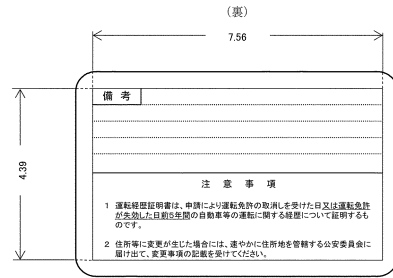 (裏)
7.56
4.39
備考
注意事項
1 運転経歴証明書は、申請により運転免許の取消しを受けた日又は運転免許
が失効した日前5年間の自動車等の運転に関する経歴について証明するも
のです。
2 住所等に変更が生じた場合には、速やかに住所地を管轄する公安委員会に
届け出て、変更事項の記載を受けてください。